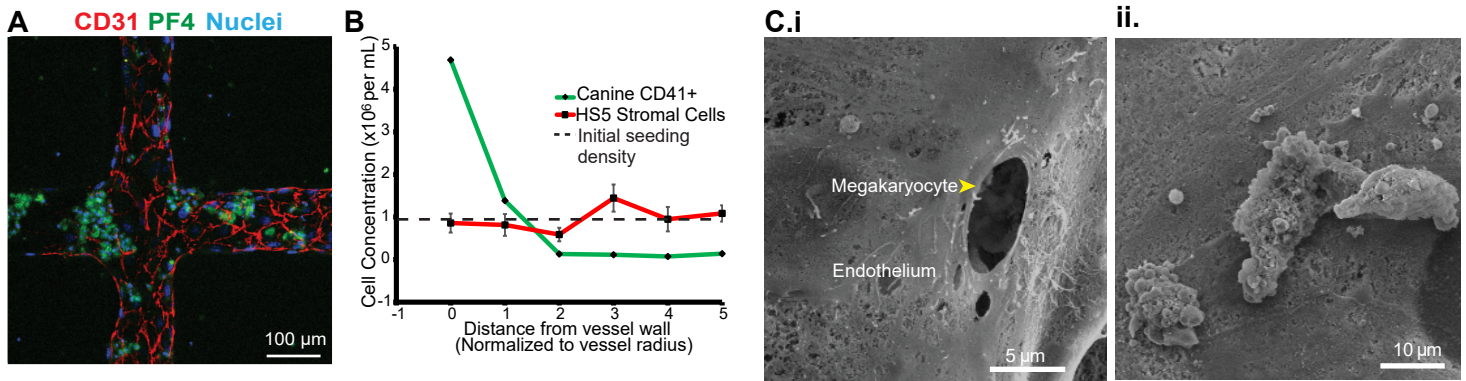 A
CD31 PF4 Nuclei
100 µm
B
Cell Concentration (x10⁶ per mL)
5
4
3
2
1
0
-1
Canine CD41+
HS5 Stromal Cells
Initial seeding
density
-1 0 1 2 3 4 5
Distance from vessel wall
(Normalized to vessel radius)
C.i
Megakaryocyte
Endothelium
5 µm
ii.
10 µm